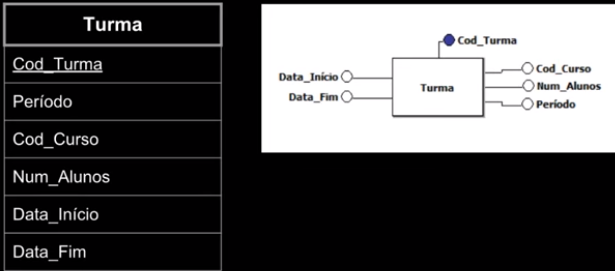 Turma
Cod_Turma
Período
Cod_Curso
Num_Alunos
Data_Início
Data_Fim
Cod_Turma
Data_Início
Data_Fim
Turma
Cod_Curso
Num_Alunos
Período